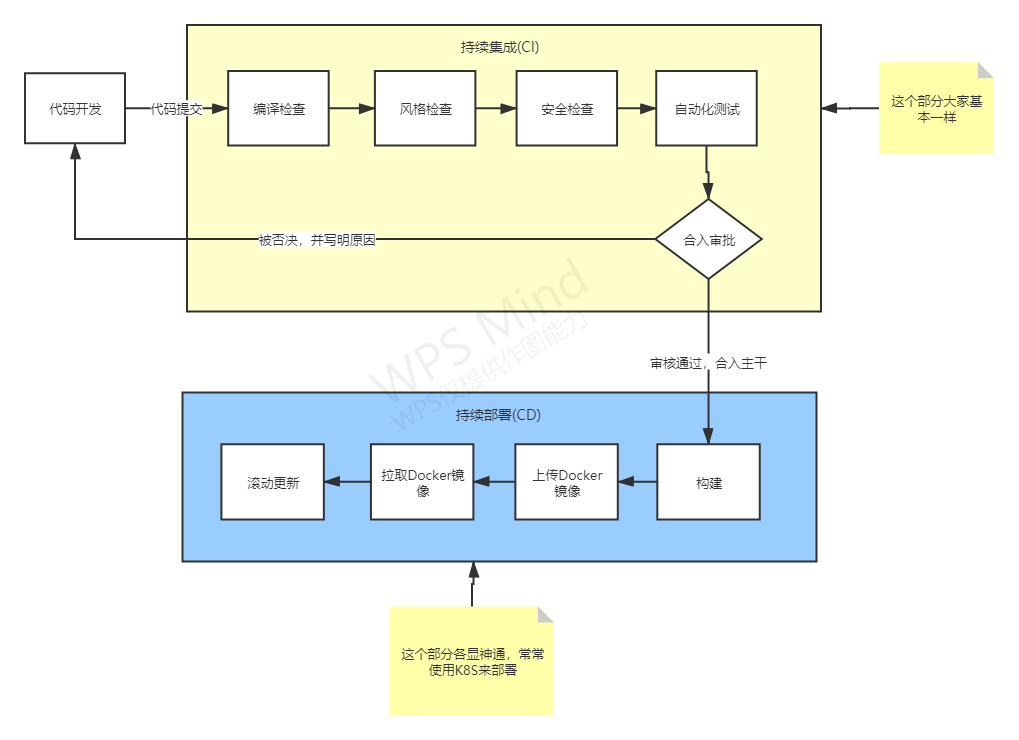 持续集成(CI)
代码开发
代码提交
编译检查
风格检查
安全检查
自动化测试
这个部分大家基
本一样
被否决，并写明原因
合入审批
WPS Mind
WPS仅提供作图能力
审核通过，合入主干
持续部署(CD)
滚动更新
拉取Docker镜
像
上传Docker
镜像
构建
这个部分各显神通，常常
使用K8S来部署